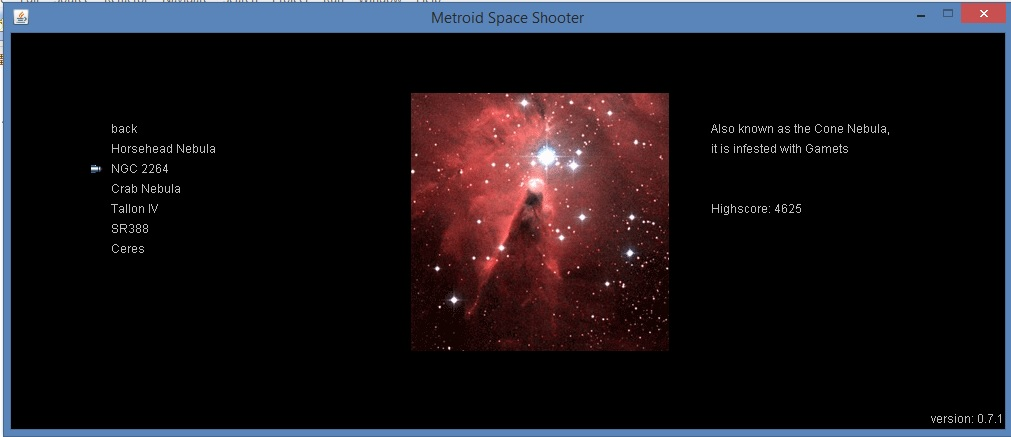 Metroid Space Shooter
back
Horsehead Nebula
NGC 2264
Crab Nebula
Tallon IV
SR388
Ceres
Also known as the Cone Nebula,
it is infested with Gamets
Highscore: 4625
version: 0.7.1